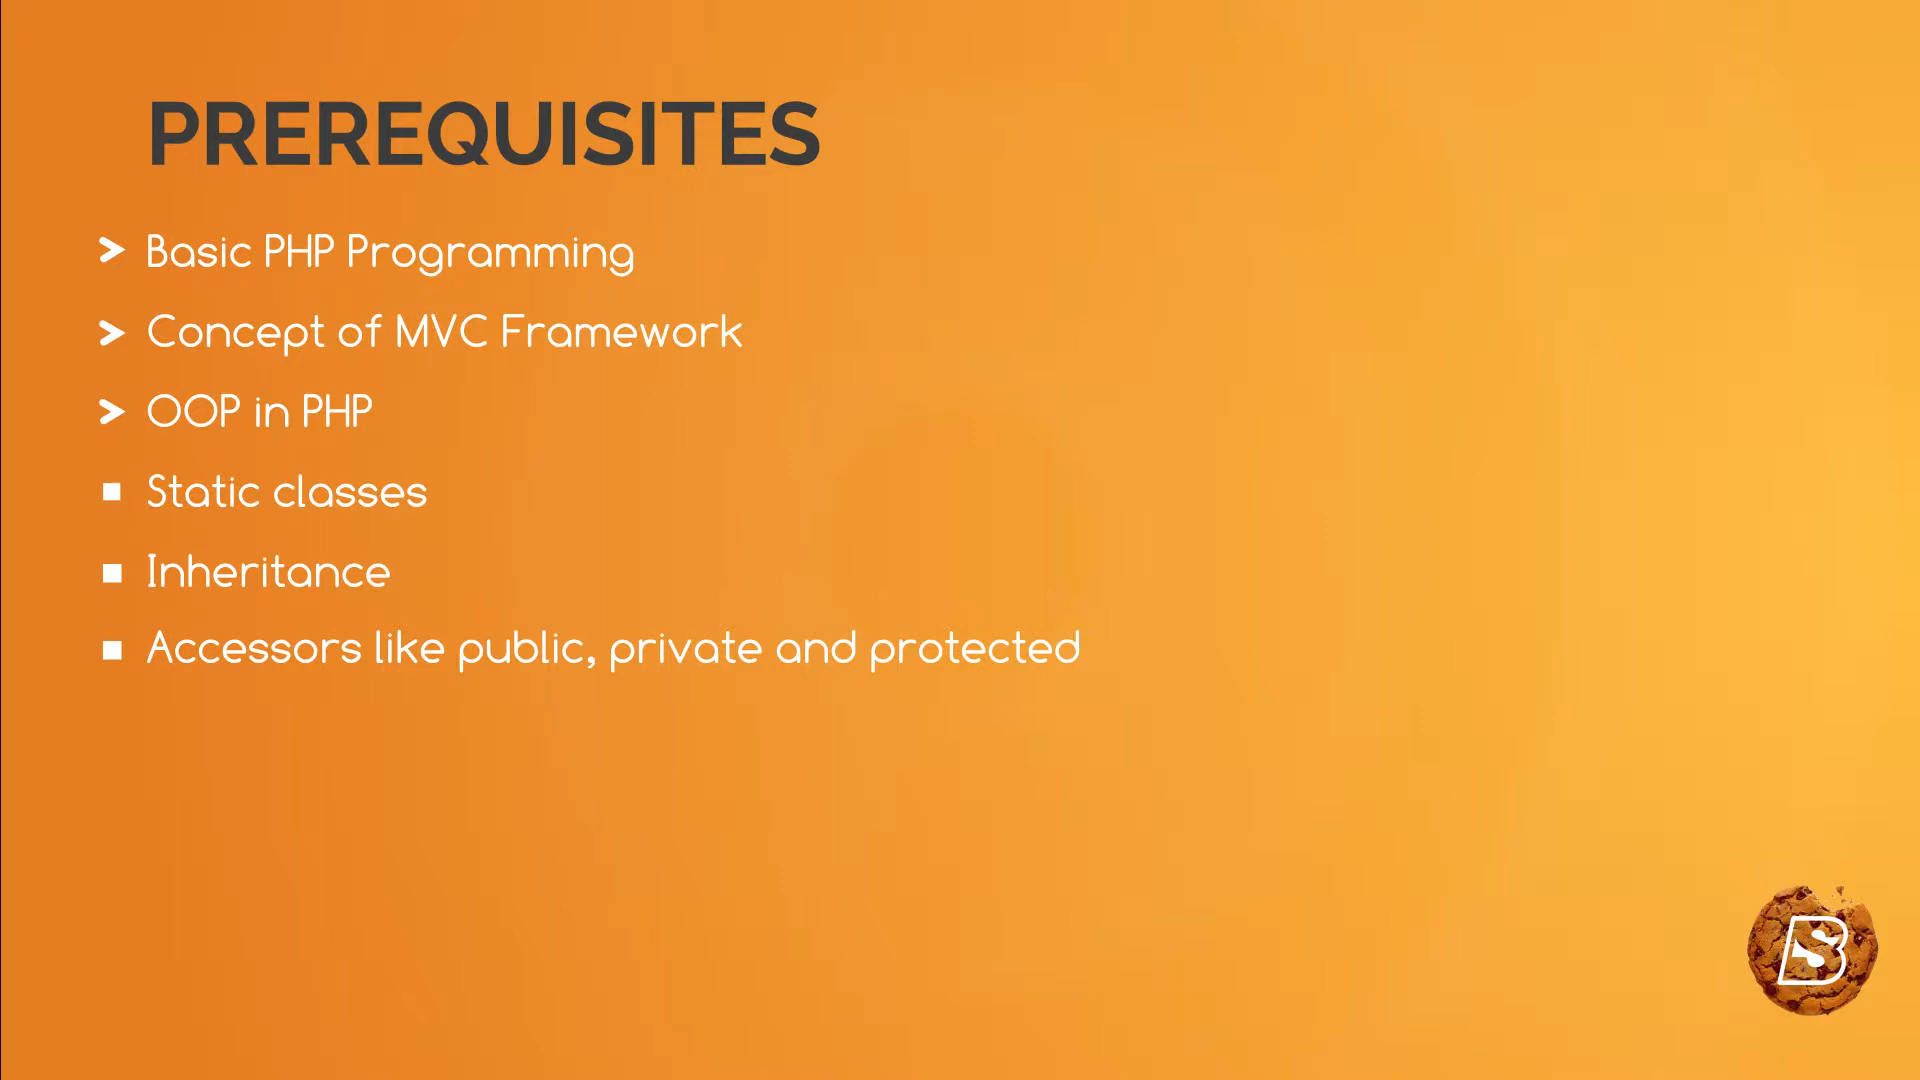 PREREQUISITES
Basic PHP Programming
Concept of MVC Framework
OOP in PHP
Static classes
Inheritance
Accessors like public, private and protected
BS